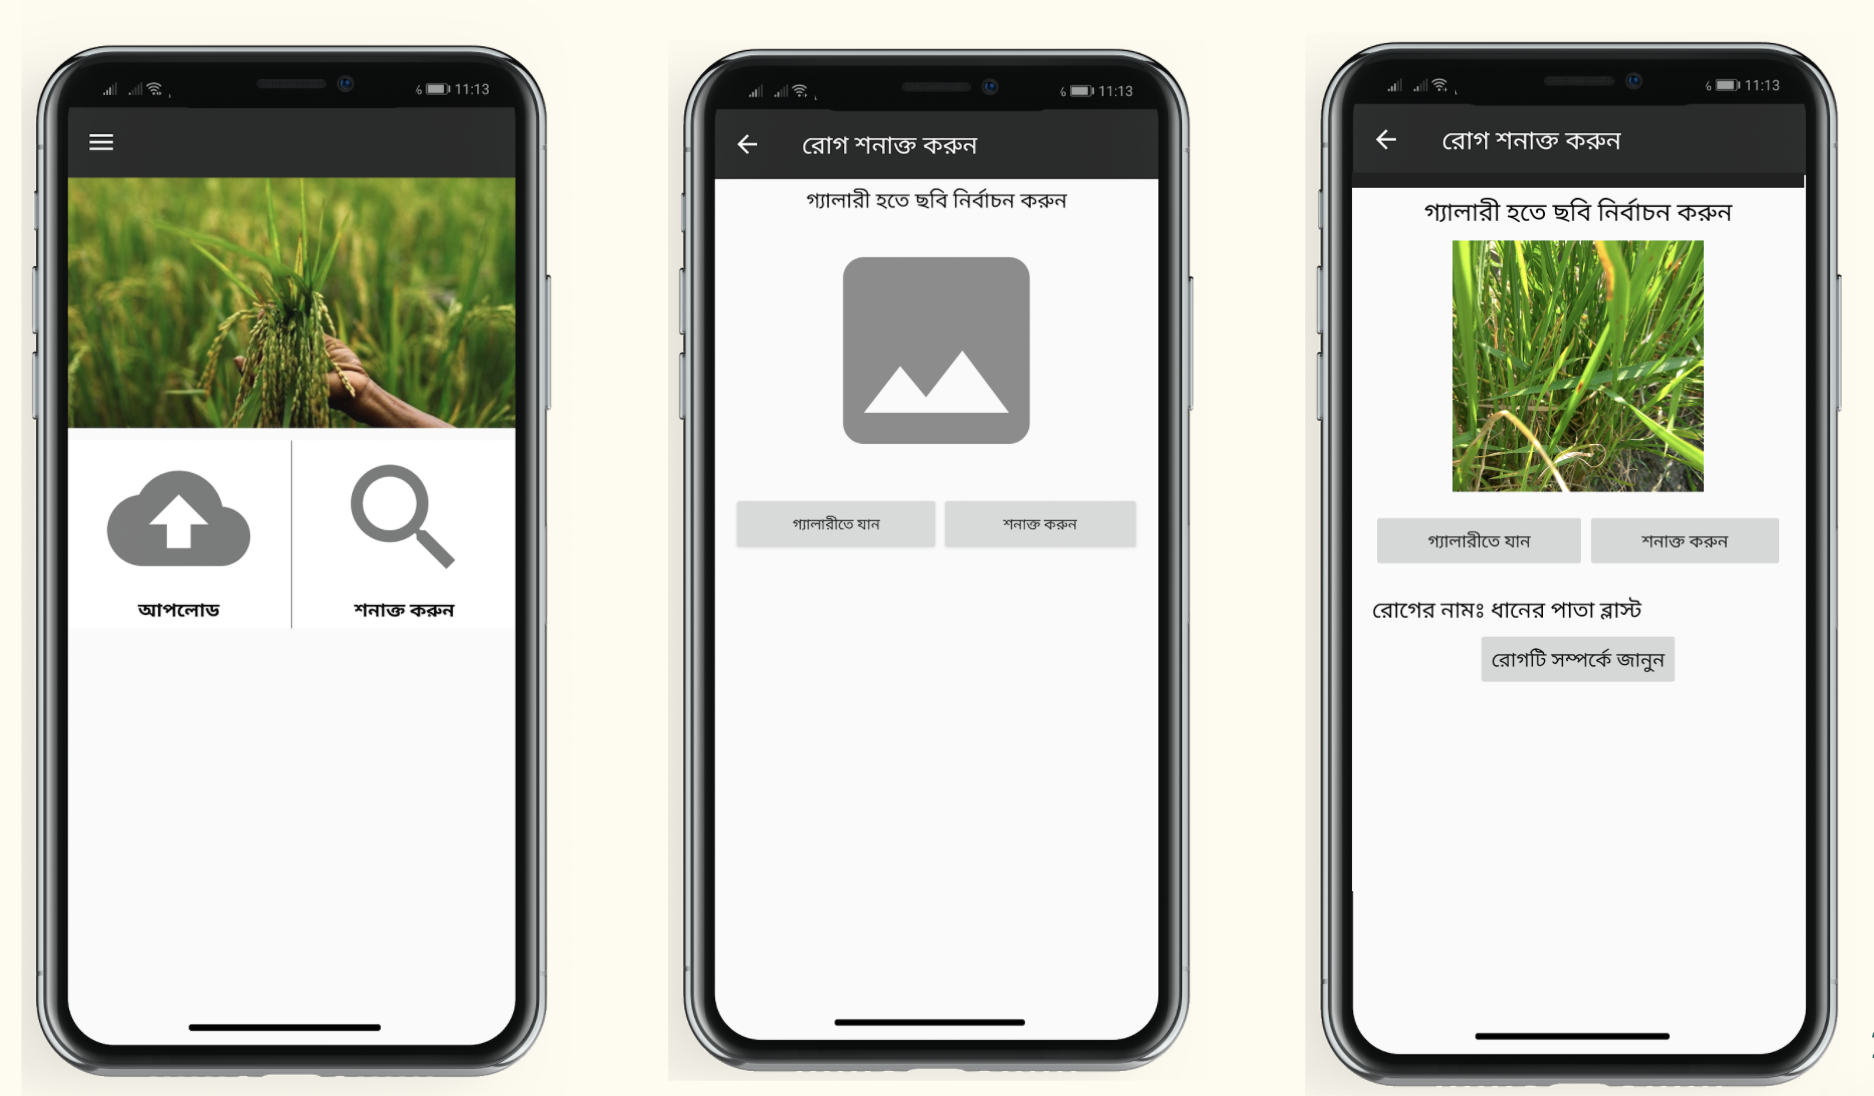 11:13
আপলোড
শনাক্ত করুন
11:13
রোগ শনাক্ত করুন
গ্যালারী হতে ছবি নির্বাচন করুন
গ্যালারীতে যান
শনাক্ত করুন
11:13
রোগ শনাক্ত করুন
গ্যালারী হতে ছবি নির্বাচন করুন
গ্যালারীতে যান
শনাক্ত করুন
রোগের নামঃ ধানের পাতা ব্লাস্ট
রোগটি সম্পর্কে জানুন